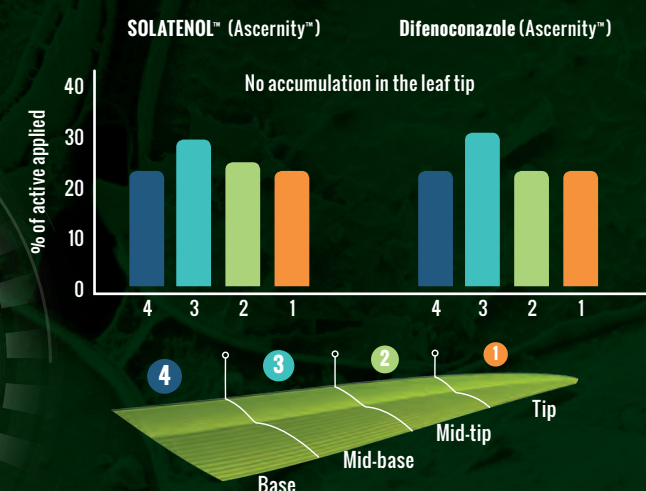 SOLATENOL™ (Ascernity™)
Difenoconazole (Ascernity™)
No accumulation in the leaf tip
% of active applied
40
30
20
10
0
4 3 2 1
4 3 2 1
4
3
2
1
Tip
Mid-tip
Mid-base
Base